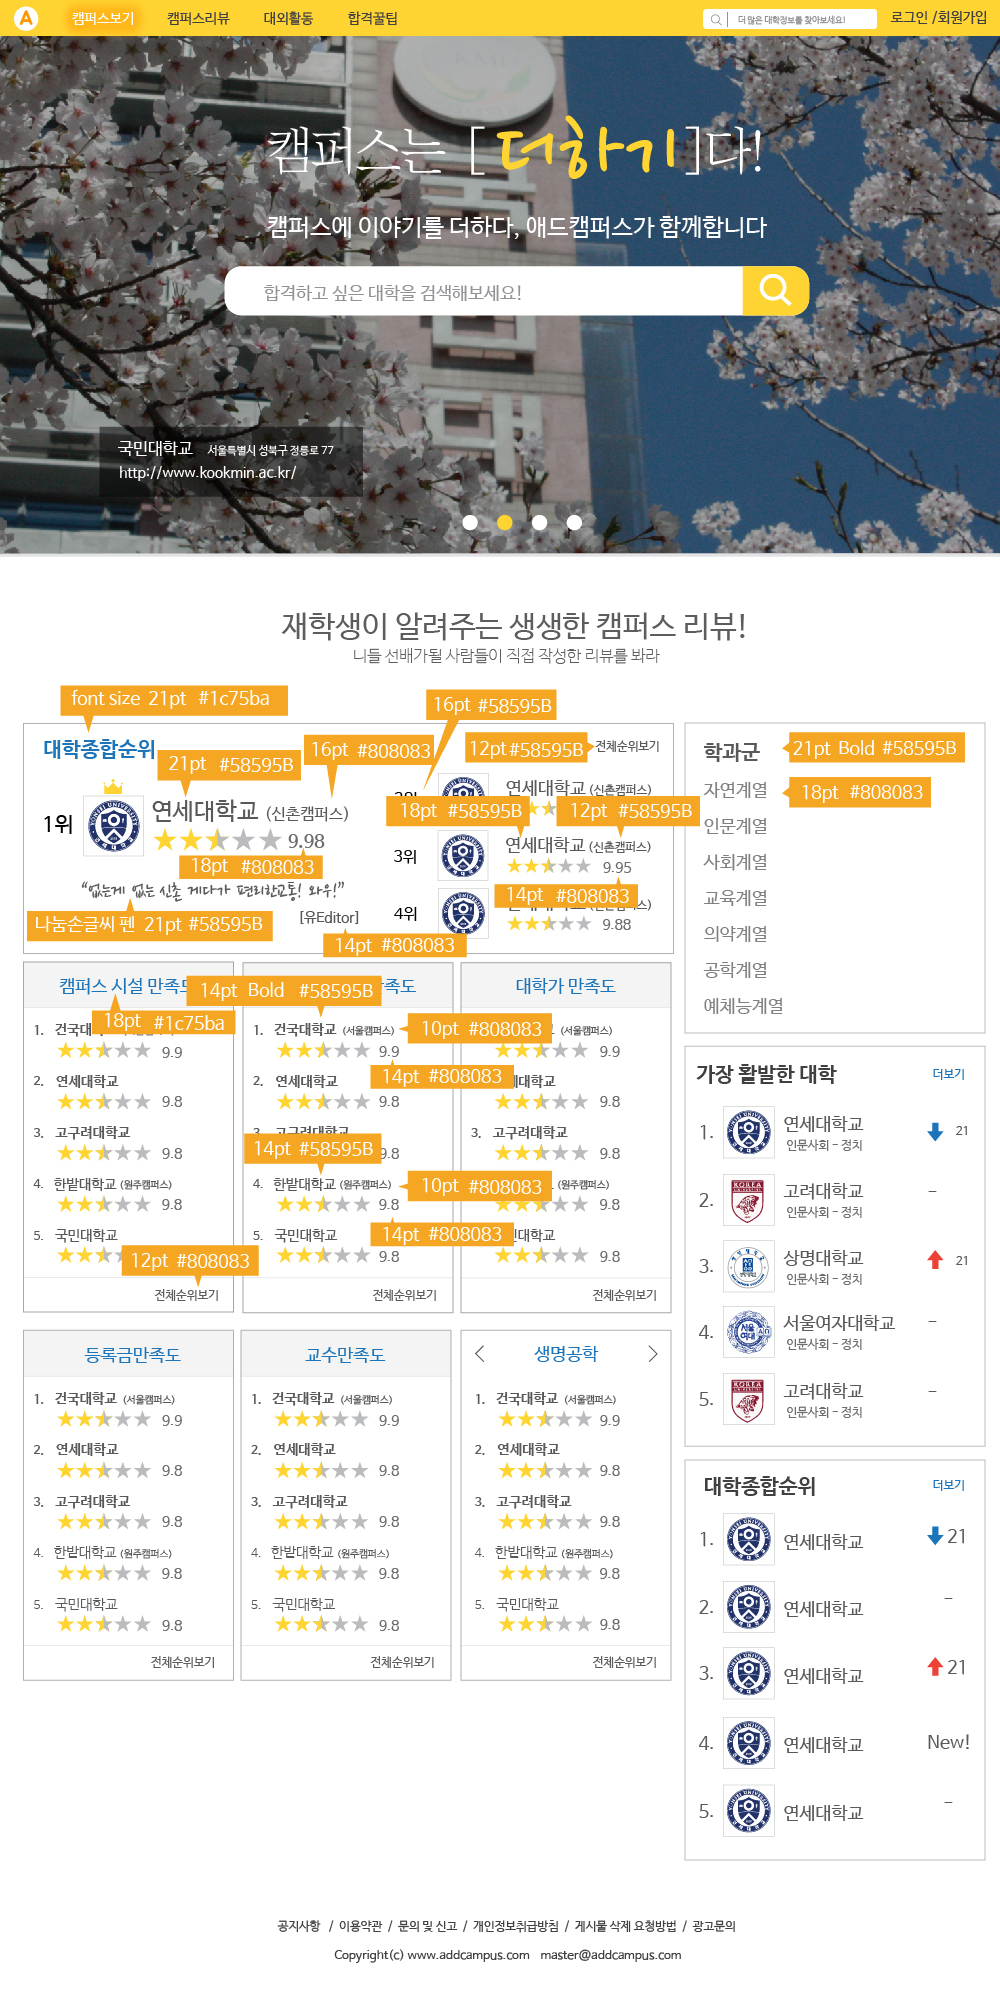 A 캠퍼스보기 캠퍼스리뷰 대외활동 합격꿀팁 더 많은 대학정보를 찾아보세요! 로그인 /회원가입
캠퍼스는 [더하기]다!
캠퍼스에 이야기를 더하다, 애드캠퍼스가 함께합니다
합격하고 싶은 대학을 검색해보세요!
국민대학교 서울특별시 성북구 정릉로 77
http://www.kookmin.ac.kr/
재학생이 알려주는 생생한 캠퍼스 리뷰!
니들 선배가될 사람들이 직접 작성한 리뷰를 봐라
font size 21pt #1c75ba
대학종합순위
21pt #58595B
16pt #808083
1위 연세대학교 (신촌캠퍼스)
9.98
18pt #808083
“없는게 없는 신촌 게다가 편리한교통! 와우!”
나눔손글씨 펜 21pt #58595B
[유Editor]
14pt #808083
16pt #58595B
12pt #58595B 전체순위보기
연세대학교 (신촌캠퍼스)
18pt #58595B
12pt #58595B
3위 연세대학교 (신촌캠퍼스)
9.95
14pt #808083
4위
9.88
학과군
21pt Bold #58595B
자연계열
18pt #808083
인문계열
사회계열
교육계열
의약계열
공학계열
예체능계열
캠퍼스 시설
14pt Bold #58595B
18pt #1c75ba
1. 건국대학교
9.9
2. 연세대학교
9.8
3. 고구려대학교
9.8
4. 한밭대학교 (원주캠퍼스)
9.8
5. 국민대학교
12pt #808083
전체순위보기
족도
1. 건국대학교 (서울캠퍼스)
10pt #808083
9.9
14pt #808083
2. 연세대학교
9.8
3. 고구려대학교
14pt #58595B
9.8
4. 한밭대학교 (원주캠퍼스)
10pt #808083
9.8
14pt #808083
5. 국민대학교
9.8
전체순위보기
대학가 만족도
(서울캠퍼스)
9.9
대학교
9.8
3. 고구려대학교
9.8
(원주캠퍼스)
9.8
대학교
9.8
전체순위보기
가장 활발한 대학 더보기
1. 연세대학교 21
인문사회 – 정치
2. 고려대학교 –
인문사회 – 정치
3. 상명대학교 21
인문사회 – 정치
4. 서울여자대학교 –
인문사회 – 정치
5. 고려대학교 –
인문사회 – 정치
등록금만족도
1. 건국대학교 (서울캠퍼스)
9.9
2. 연세대학교
9.8
3. 고구려대학교
9.8
4. 한밭대학교 (원주캠퍼스)
9.8
5. 국민대학교
9.8
전체순위보기
교수만족도
1. 건국대학교 (서울캠퍼스)
9.9
2. 연세대학교
9.8
3. 고구려대학교
9.8
4. 한밭대학교 (원주캠퍼스)
9.8
5. 국민대학교
9.8
전체순위보기
생명공학
1. 건국대학교 (서울캠퍼스)
9.9
2. 연세대학교
9.8
3. 고구려대학교
9.8
4. 한밭대학교 (원주캠퍼스)
9.8
5. 국민대학교
9.8
전체순위보기
대학종합순위 더보기
1. 연세대학교 21
2. 연세대학교 –
3. 연세대학교 21
4. 연세대학교 New!
5. 연세대학교 –
공지사항 / 이용약관 / 문의 및 신고 / 개인정보취급방침 / 게시물 삭제 요청방법 / 광고문의
Copyright(c) www.addcampus.com master@addcampus.com